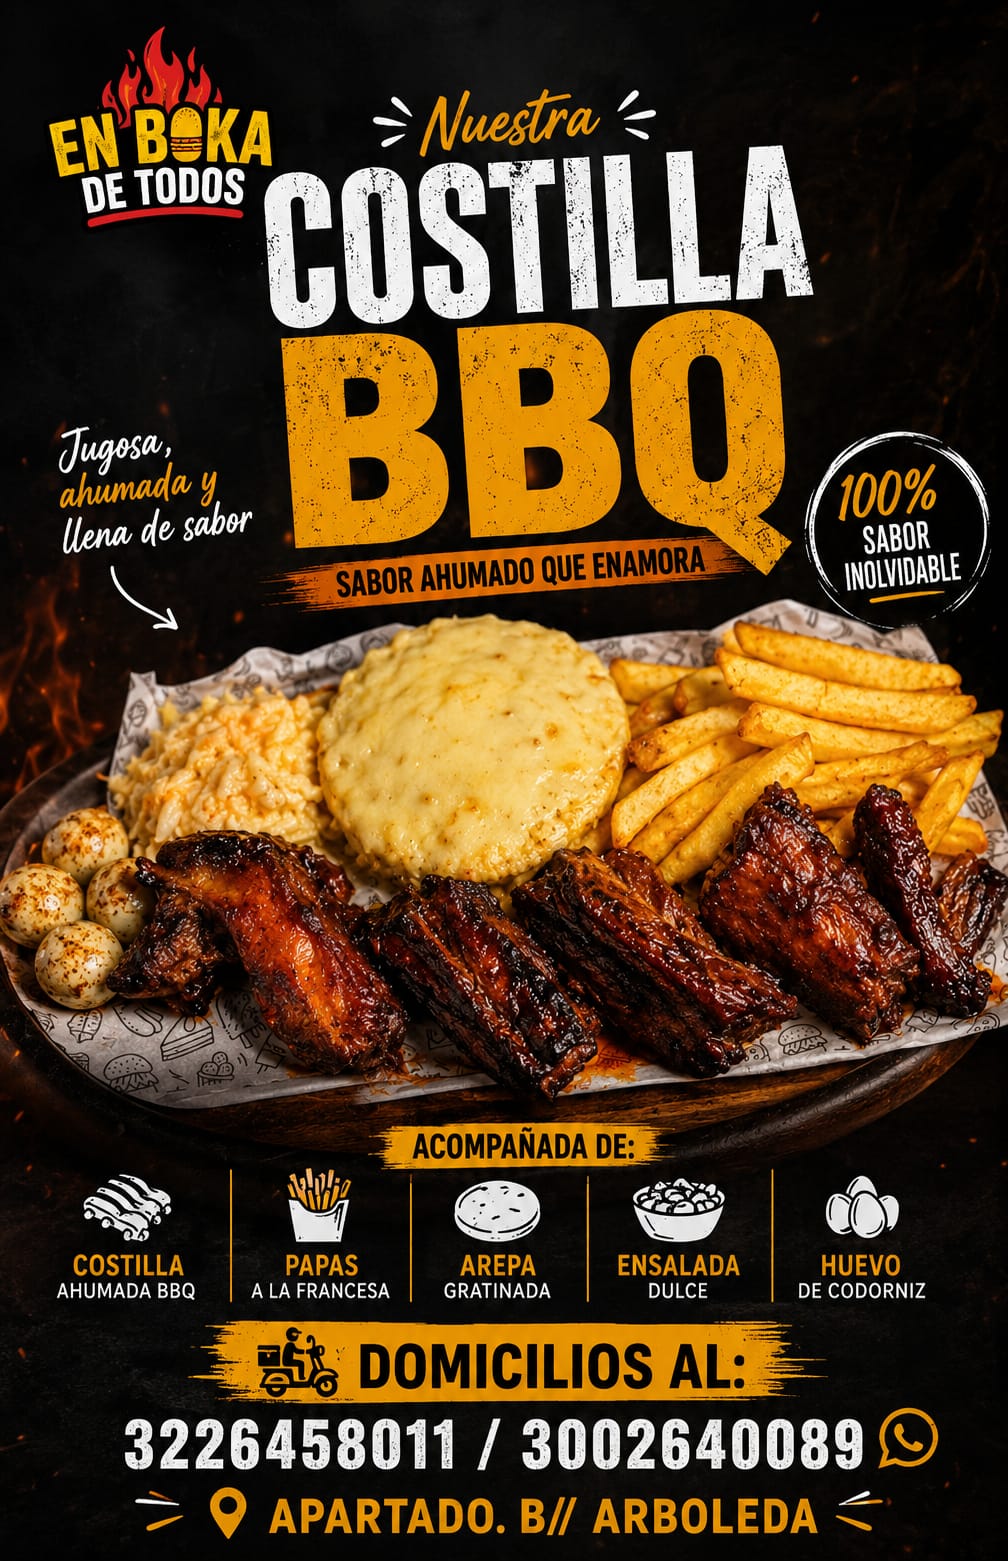 EN BOKA
DE TODOS
Nuestra
COSTILLA
BBQ
SABOR AHUMADO QUE ENAMORA
Jugosa,
ahumada y
llena de sabor
100%
SABOR
INOLVIDABLE
ACOMPAÑADA DE:
COSTILLA
AHUMADA BBQ
PAPAS
A LA FRANCESA
AREPA
GRATINADA
ENSALADA
DULCE
HUEVO
DE CODORNIZ
DOMICILIOS AL:
3226458011 / 3002640089
APARTADO. B// ARBOLEDA